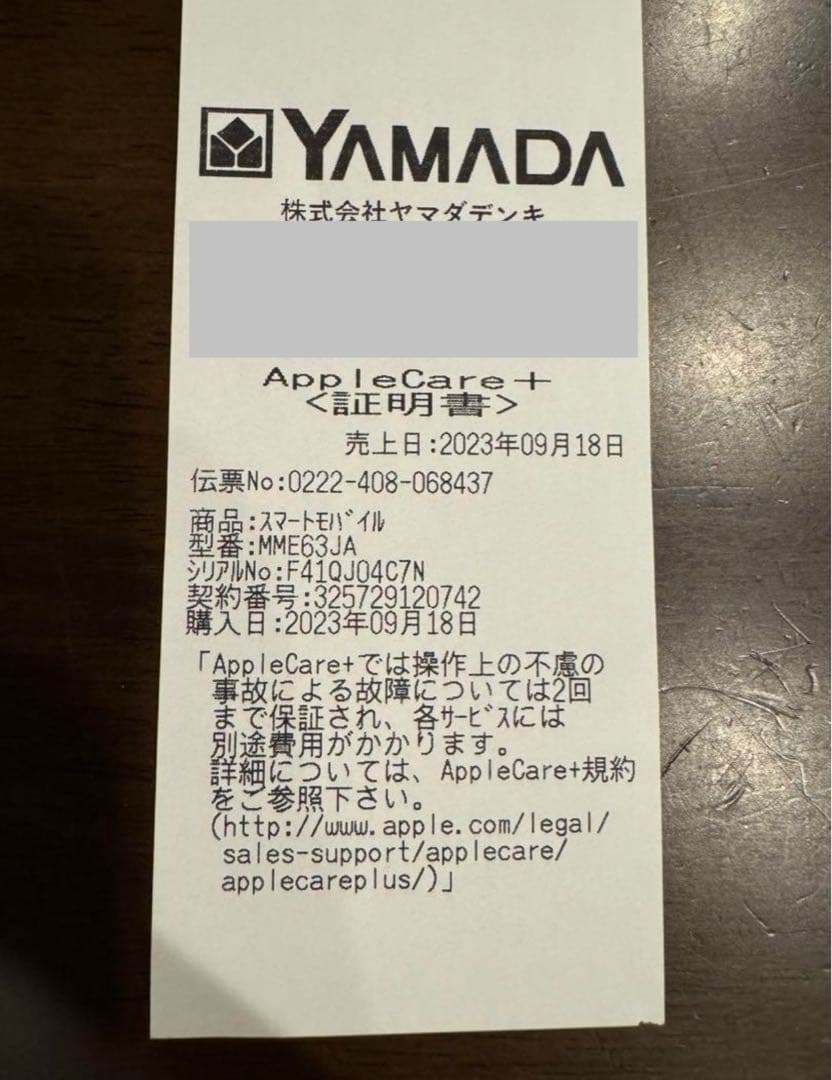 YAMADA
株式会社ヤマダデンキ
AppleCare＋
<証明書>
売上日:2023年09月18日
伝票No:0222-408-068437
商品:ｽﾏｰﾄﾓﾊﾞｲﾙ
型番:MME63JA
ｼﾘｱﾙNo:F41QJ04C7N
契約番号:325729120742
購入日:2023年09月18日
「AppleCare+では操作上の不慮の
事故による故障については2回
まで保証され、各ｻｰﾋﾞｽには
別途費用がかかります。
詳細については、AppleCare+規約
をご参照下さい。
(http://www.apple.com/legal/
sales-support/applecare/
applecareplus/)」